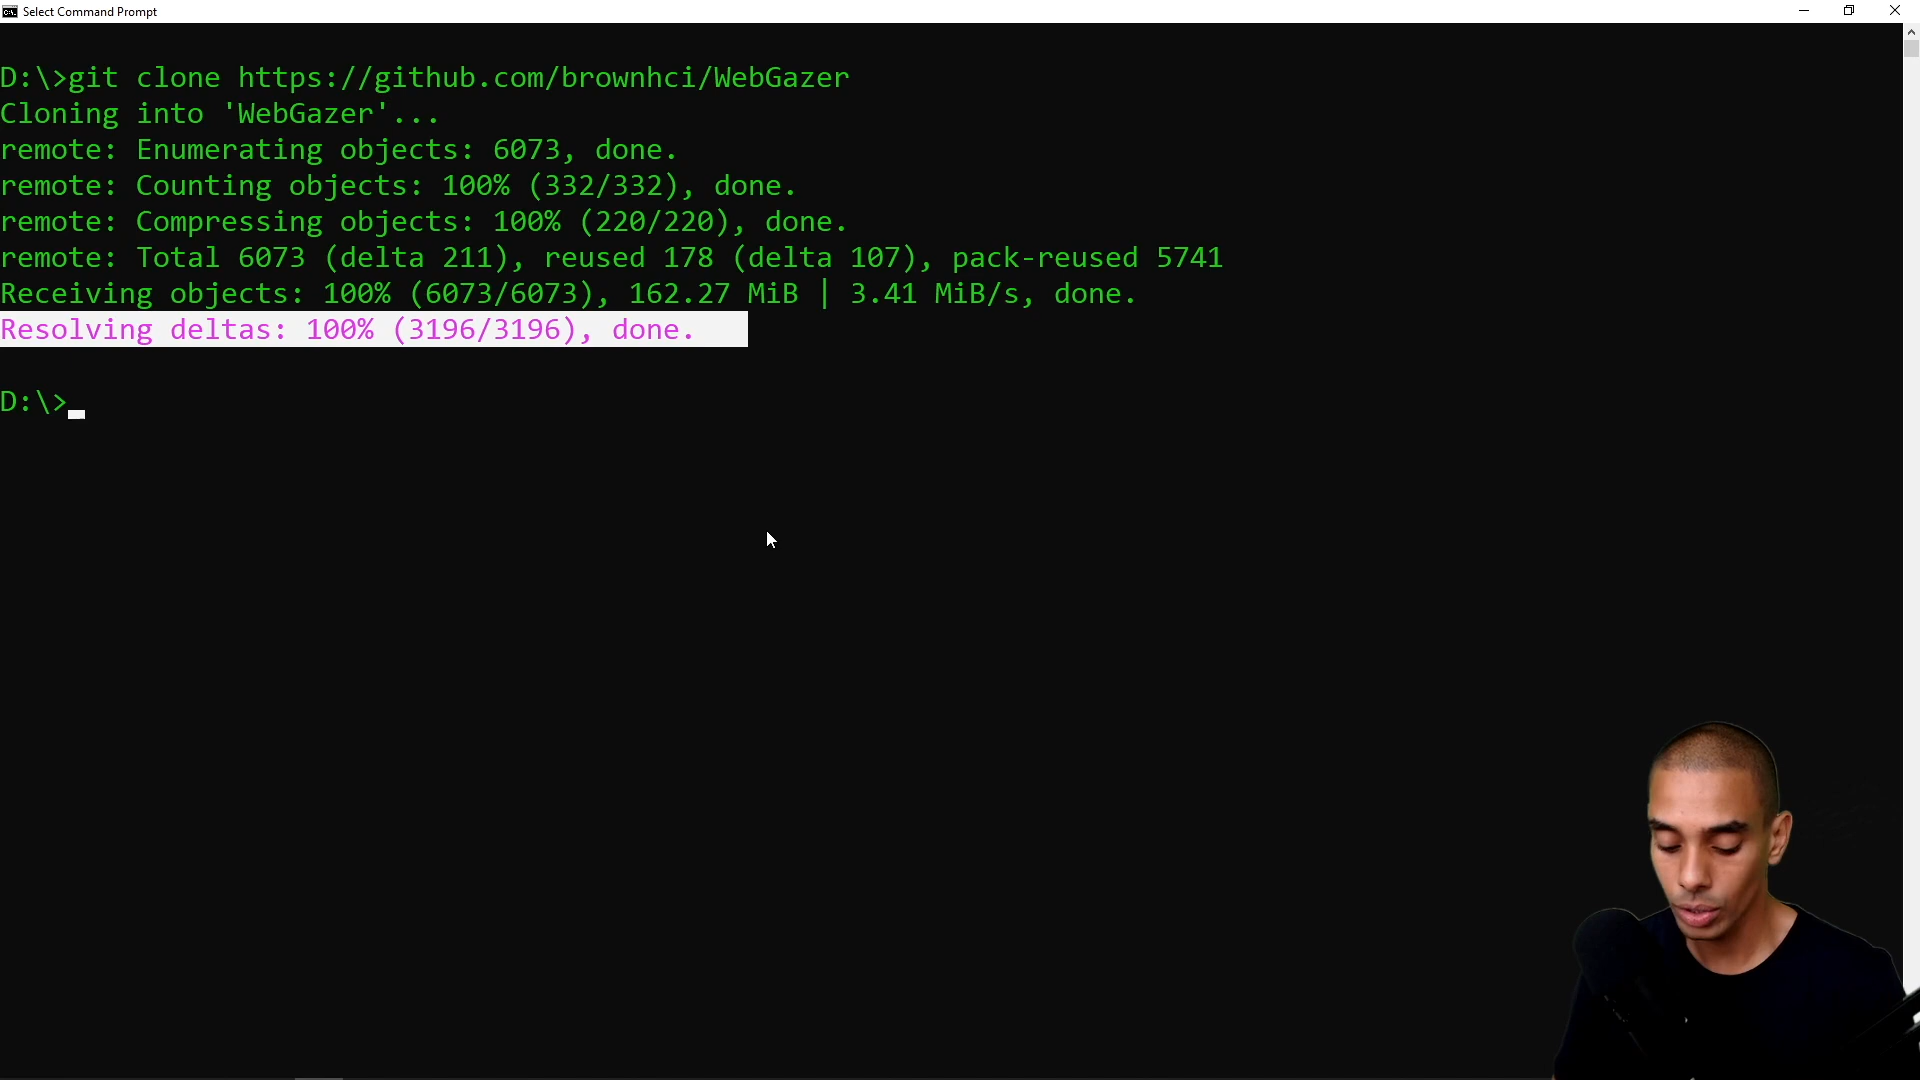 Select Command Prompt
D:\>git clone https://github.com/brownhci/WebGazer
Cloning into 'WebGazer'...
remote: Enumerating objects: 6073, done.
remote: Counting objects: 100% (332/332), done.
remote: Compressing objects: 100% (220/220), done.
remote: Total 6073 (delta 211), reused 178 (delta 107), pack-reused 5741
Receiving objects: 100% (6073/6073), 162.27 MiB | 3.41 MiB/s, done.
Resolving deltas: 100% (3196/3196), done.
D:\>